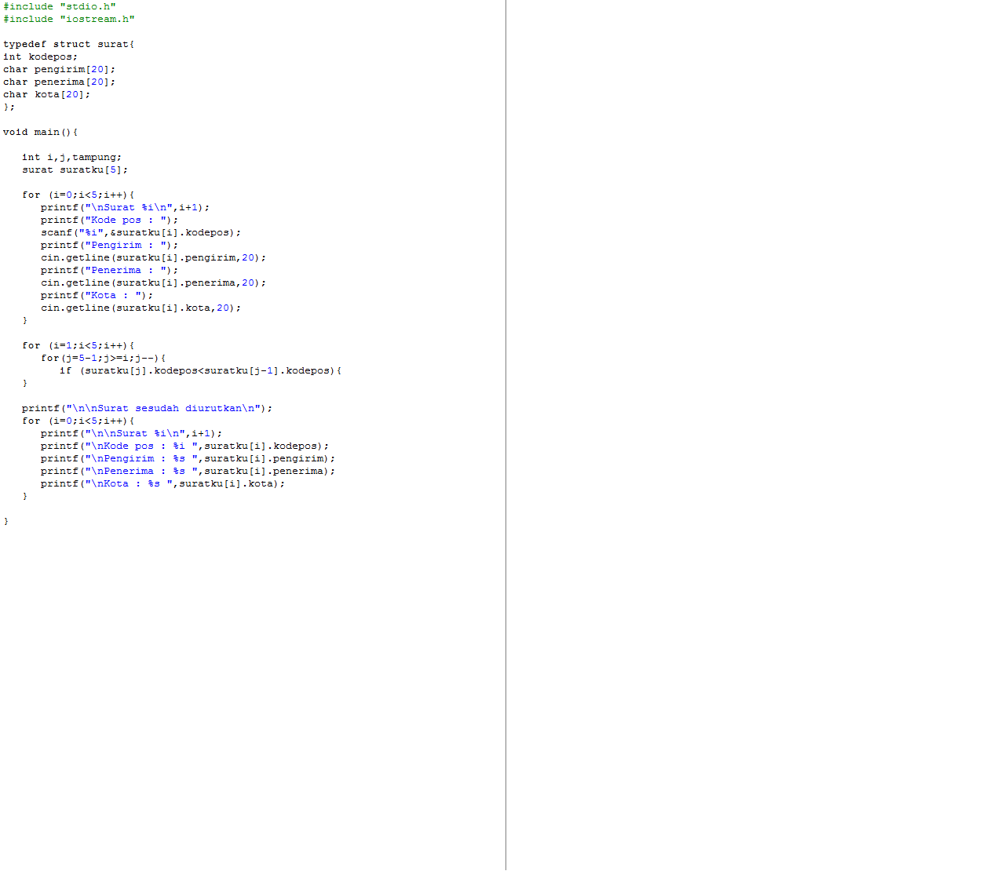 #include "stdio.h"
#include "iostream.h"

typedef struct surat{
int kodepos;
char pengirim[20];
char penerima[20];
char kota[20];
};

void main(){

   int i,j,tampung;
   surat suratku[5];

   for (i=0;i<5;i++){
      printf("\nSurat %i\n",i+1);
      printf("Kode pos : ");
      scanf("%i",&suratku[i].kodepos);
      printf("Pengirim : ");
      cin.getline(suratku[i].pengirim,20);
      printf("Penerima : ");
      cin.getline(suratku[i].penerima,20);
      printf("Kota : ");
      cin.getline(suratku[i].kota,20);
   }

   for (i=1;i<5;i++){
      for(j=5-1;j>=i;j--){
         if (suratku[j].kodepos<suratku[j-1].kodepos){
   }

   printf("\n\nSurat sesudah diurutkan\n");
   for (i=0;i<5;i++){
      printf("\n\nSurat %i\n",i+1);
      printf("\nKode pos : %i ",suratku[i].kodepos);
      printf("\nPengirim : %s ",suratku[i].pengirim);
      printf("\nPenerima : %s ",suratku[i].penerima);
      printf("\nKota : %s ",suratku[i].kota);
   }

}